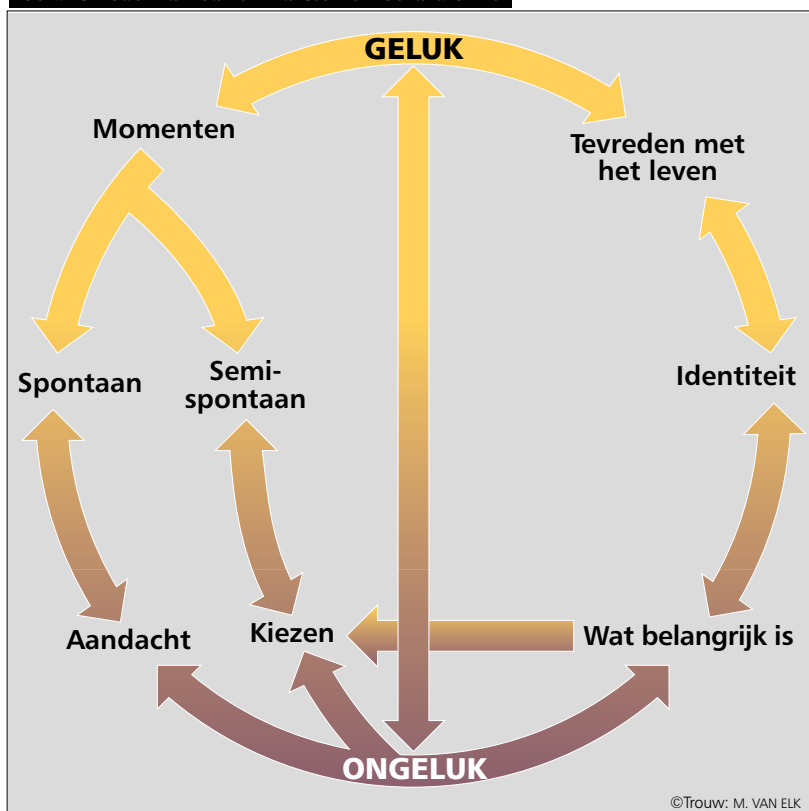 GELUK
Momenten
Tevreden met
het leven
Spontaan
Semi-
spontaan
Identiteit
Aandacht
Kiezen
Wat belangrijk is
ONGELUK
©Trouw: M. VAN ELK